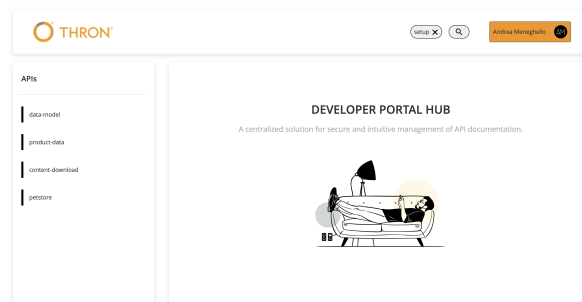 THRON
setup
Andrea Meneghello
AM
APIs
data-model
product-data
content-download
petstore
DEVELOPER PORTAL HUB
A centralized solution for secure and intuitive management of API documentation.